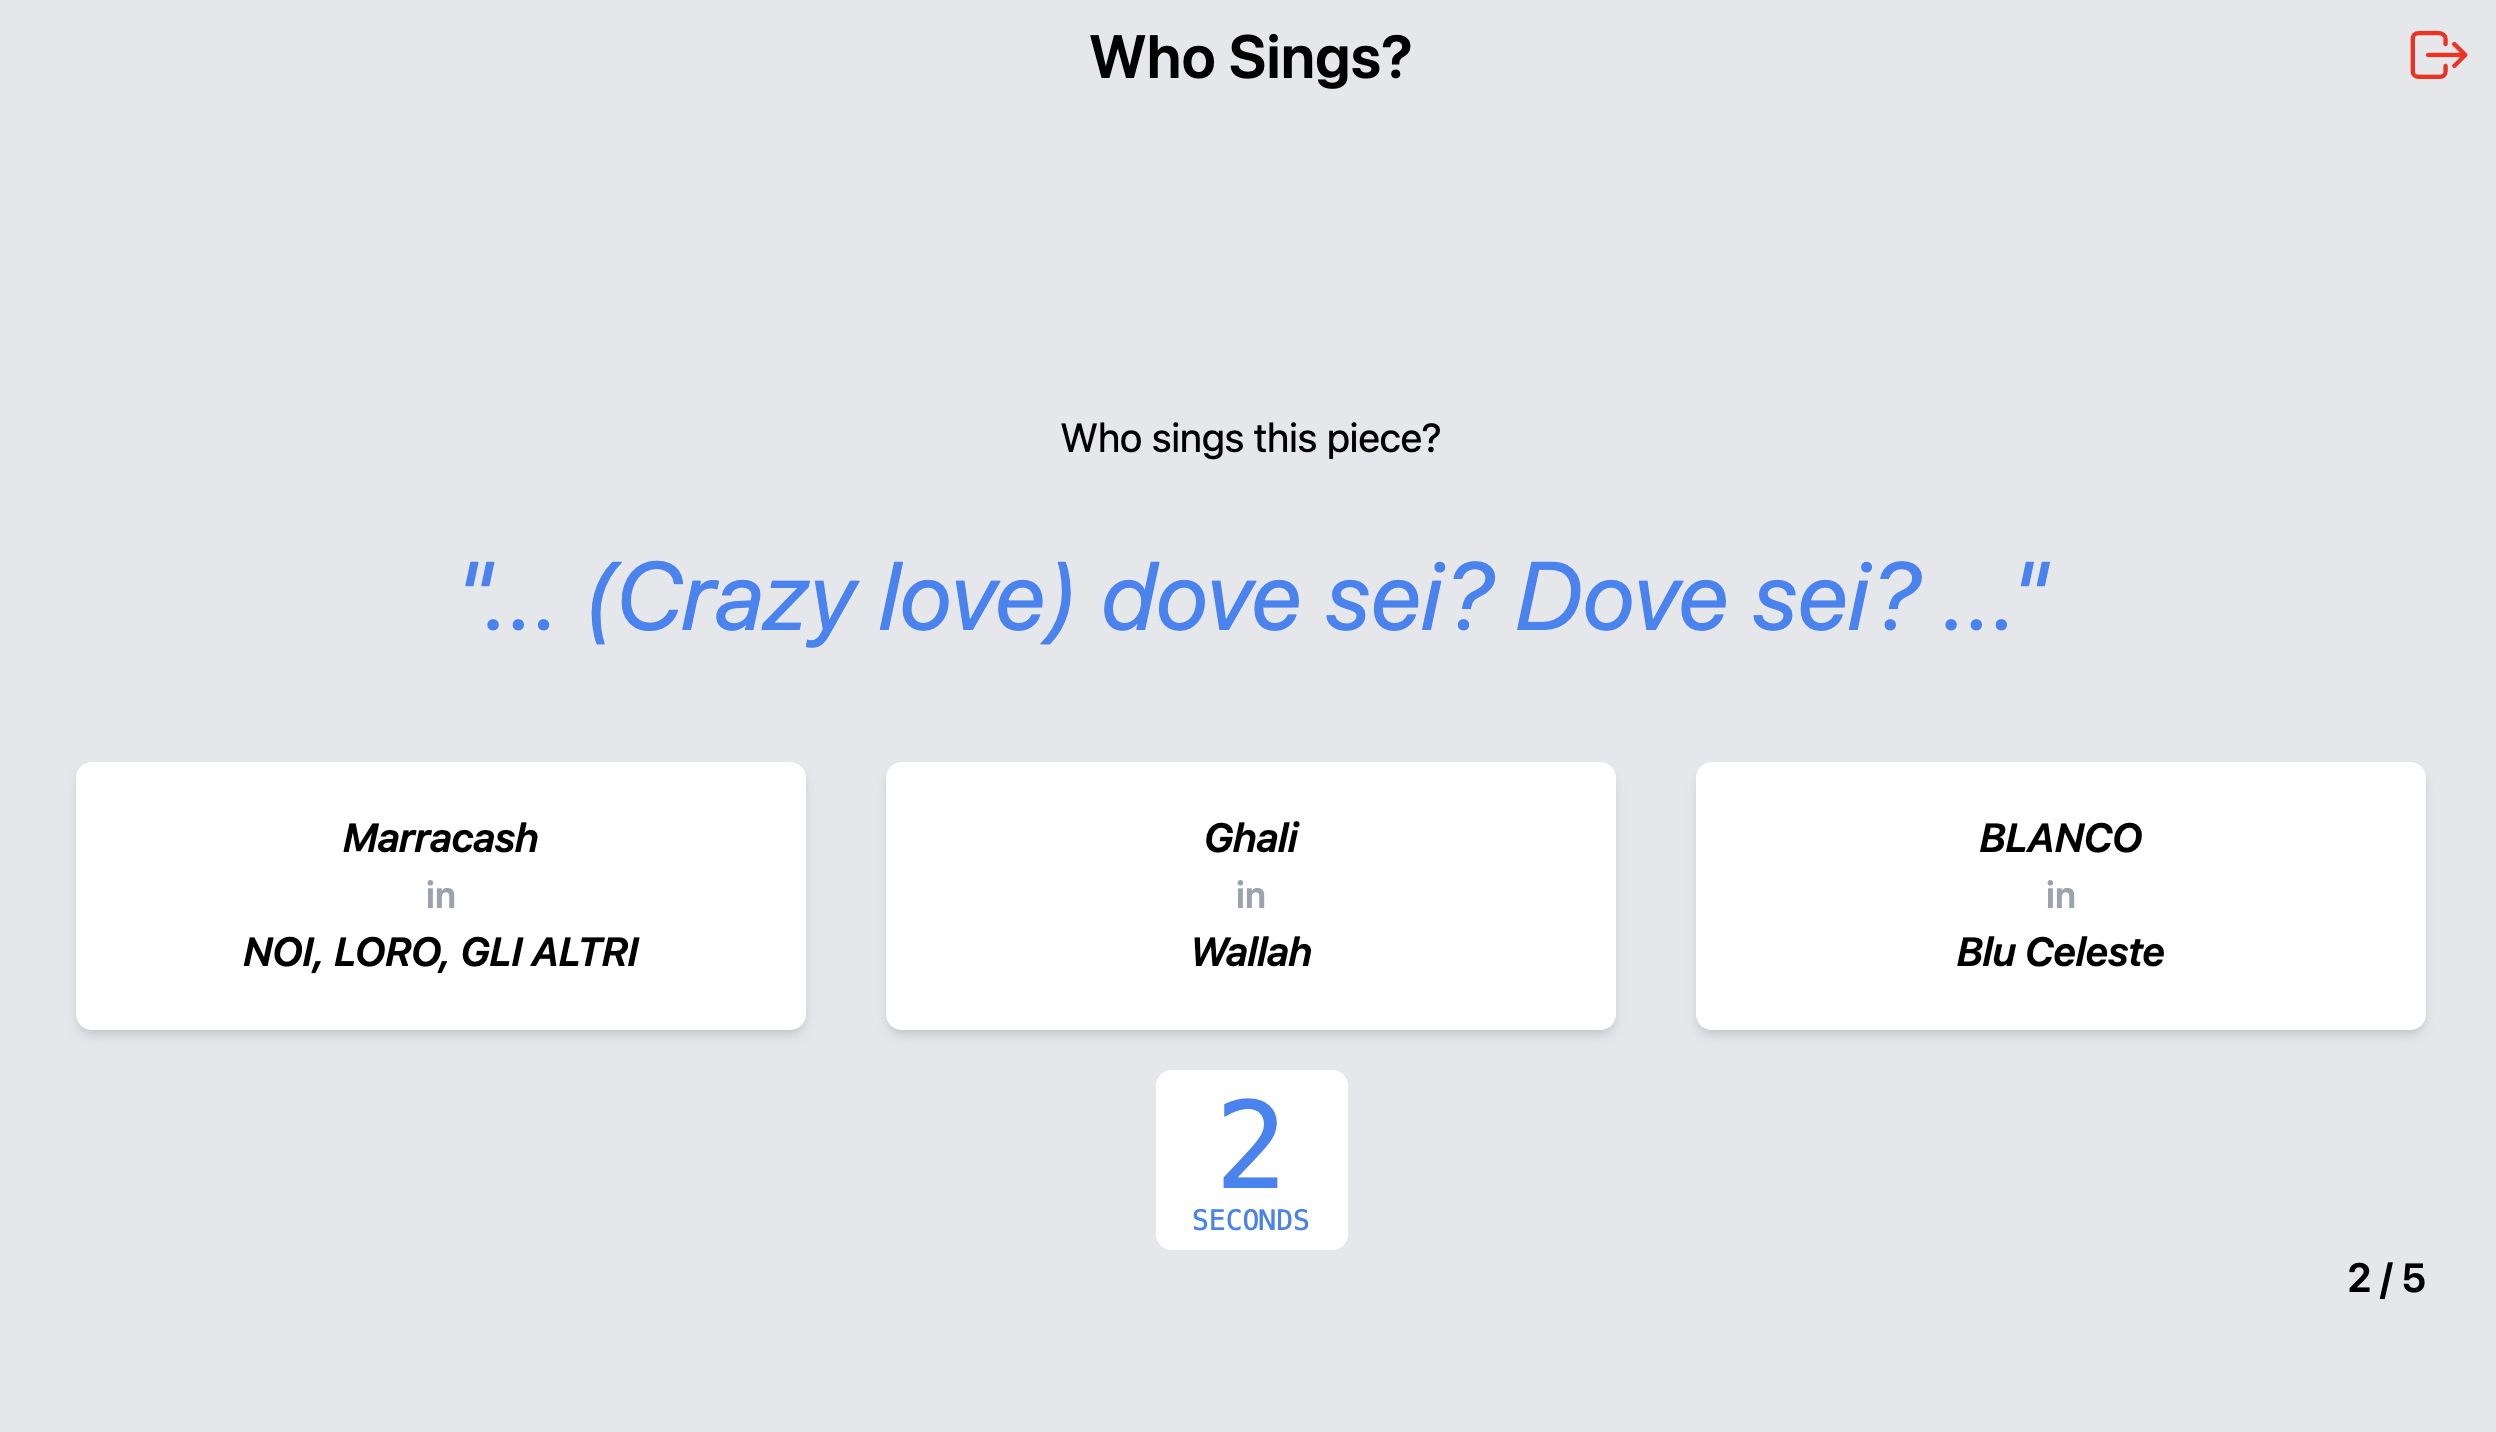 Who Sings?
Who sings this piece?
"... (Crazy love) dove sei? Dove sei? ..."
Marracash
in
NOI, LORO, GLI ALTRI
Ghali
in
Wallah
BLANCO
in
Blu Celeste
2
SECONDS
2 / 5